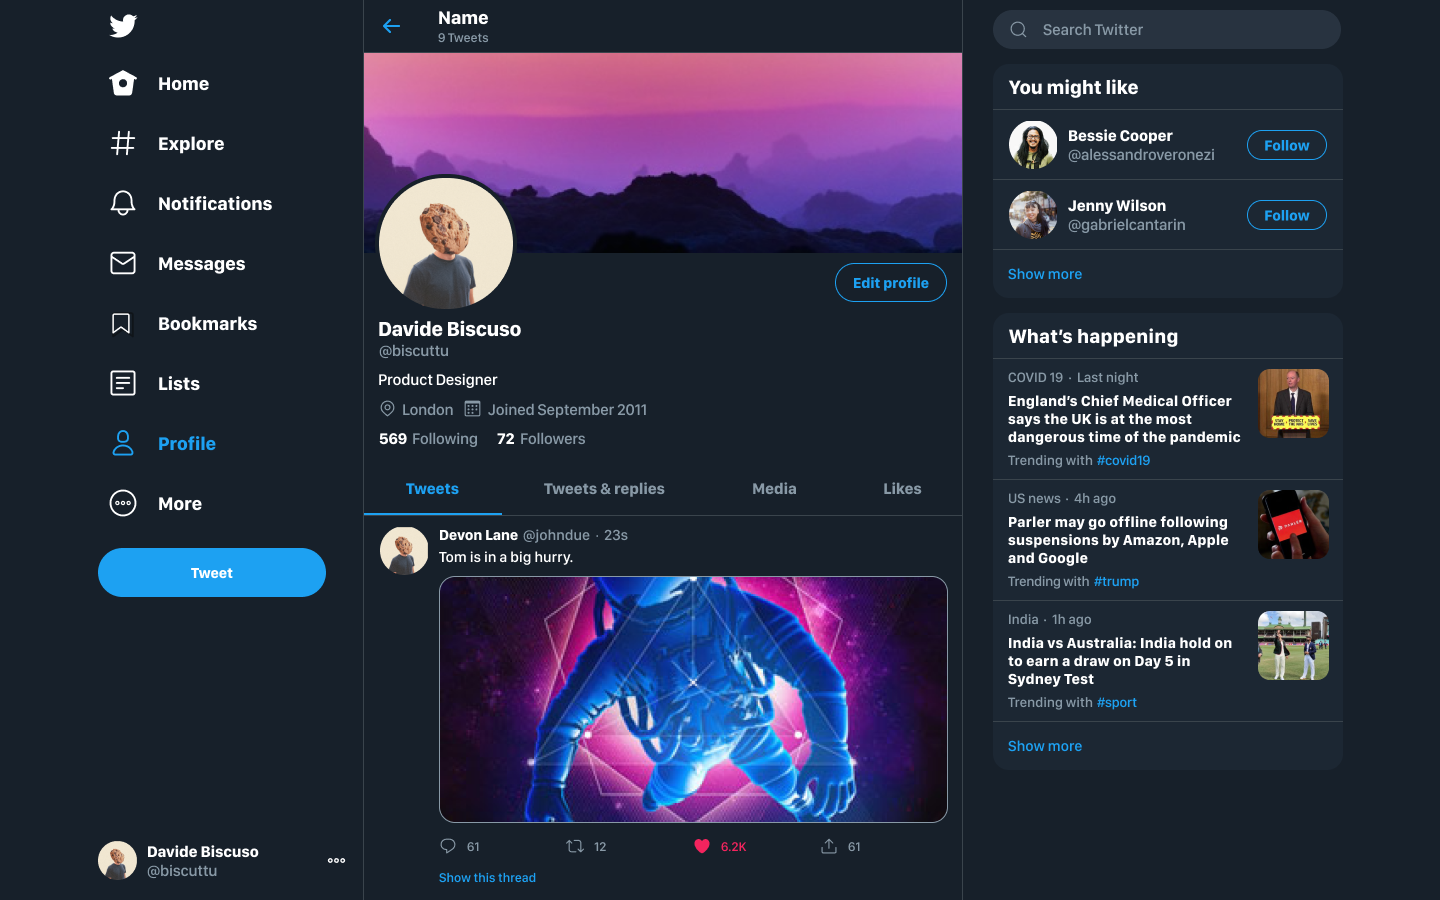 Home
Explore
Notifications
Messages
Bookmarks
Lists
Profile
More
Tweet
Davide Biscuso
@biscuttu
Name
9 Tweets
Edit profile
Davide Biscuso
@biscuttu
Product Designer
London Joined September 2011
569 Following 72 Followers
Tweets Tweets & replies Media Likes
Devon Lane @johndue · 23s
Tom is in a big hurry.
61 12 6.2K 61
Show this thread
Search Twitter
You might like
Bessie Cooper
@alessandroveronezi
Follow
Jenny Wilson
@gabrielcantarin
Follow
Show more
What’s happening
COVID 19 · Last night
England’s Chief Medical Officer
says the UK is at the most
dangerous time of the pandemic
Trending with #covid19
US news · 4h ago
Parler may go offline following
suspensions by Amazon, Apple
and Google
Trending with #trump
PARLER
India · 1h ago
India vs Australia: India hold on
to earn a draw on Day 5 in
Sydney Test
Trending with #sport
Show more